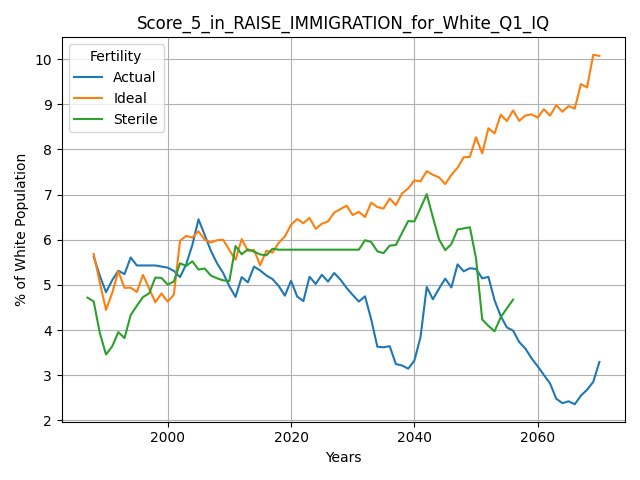 Score_5_in_RAISE_IMMIGRATION_for_White_Q1_IQ
Fertility
Actual
Ideal
Sterile
% of White Population
10
9
8
7
6
5
4
3
2
2000
2020
2040
2060
Years